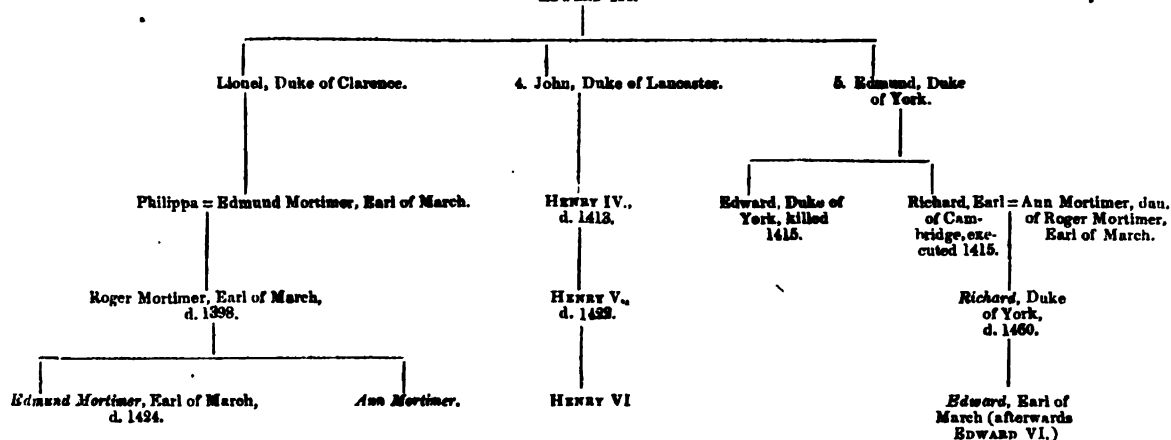 Lionel, Duke of Clarence.
4. John, Duke of Lancaster.
5. Edmund, Duke
of York.
Philippa = Edmund Mortimer, Earl of March.
HENRY IV.,
d. 1413.
Edward, Duke of
York, killed
1415.
Richard, Earl = Ann Mortimer, dau.
of Cam- of Roger Mortimer,
bridge, exe- Earl of March.
cuted 1415.
Roger Mortimer, Earl of March,
d. 1398.
HENRY V.,
d. 1422.
Richard, Duke
of York,
d. 1460.
Edmund Mortimer, Earl of March,
d. 1424.
Ann Mortimer.
HENRY VI
Edward, Earl of
March (afterwards
EDWARD VI.)